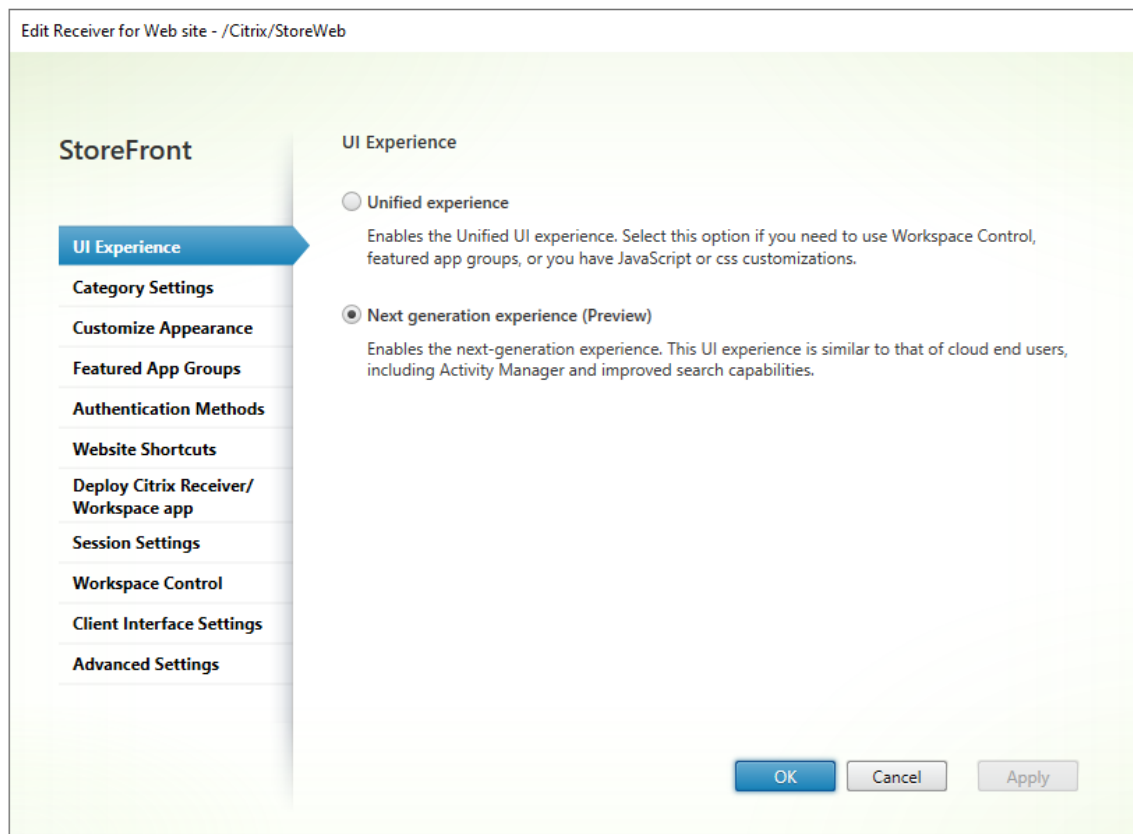 Edit Receiver for Web site - /Citrix/StoreWeb
StoreFront
UI Experience
Category Settings
Customize Appearance
Featured App Groups
Authentication Methods
Website Shortcuts
Deploy Citrix Receiver/
Workspace app
Session Settings
Workspace Control
Client Interface Settings
Advanced Settings
UI Experience
Unified experience
Enables the Unified UI experience. Select this option if you need to use Workspace Control,
featured app groups, or you have JavaScript or css customizations.
Next generation experience (Preview)
Enables the next-generation experience. This UI experience is similar to that of cloud end users,
including Activity Manager and improved search capabilities.
OK
Cancel
Apply